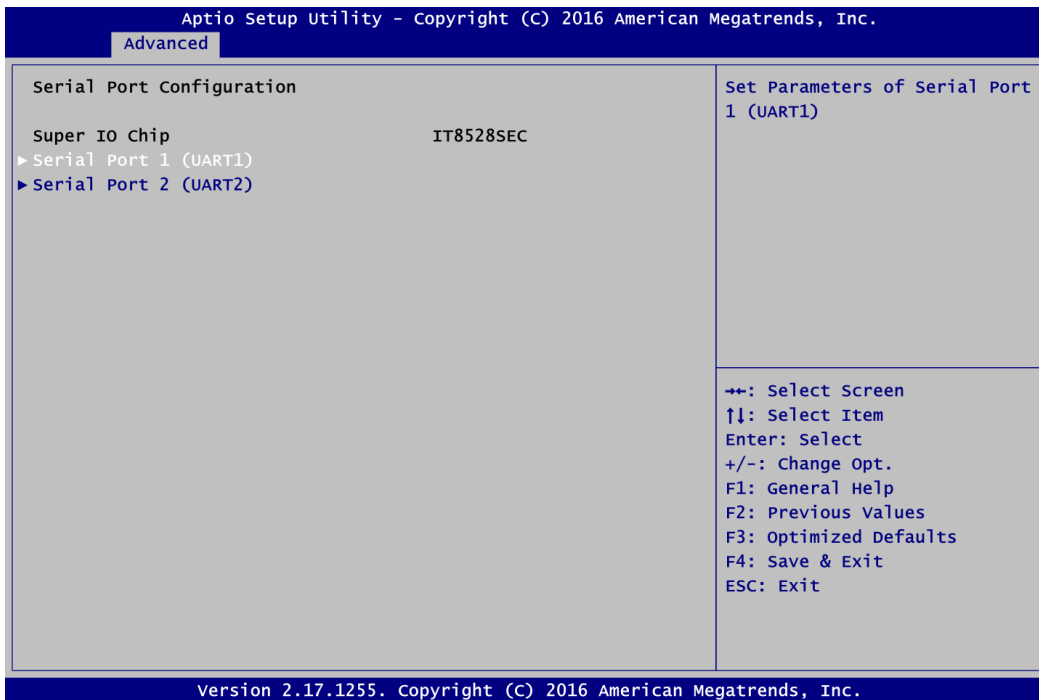 Aptio Setup Utility - Copyright (C) 2016 American Megatrends, Inc.
Advanced
Serial Port Configuration
Super IO Chip IT8528SEC
►Serial Port 1 (UART1)
►Serial Port 2 (UART2)
Set Parameters of Serial Port
1 (UART1)
→←: Select Screen
↑↓: Select Item
Enter: Select
+/-: Change Opt.
F1: General Help
F2: Previous Values
F3: Optimized Defaults
F4: Save & Exit
ESC: Exit
Version 2.17.1255. Copyright (C) 2016 American Megatrends, Inc.